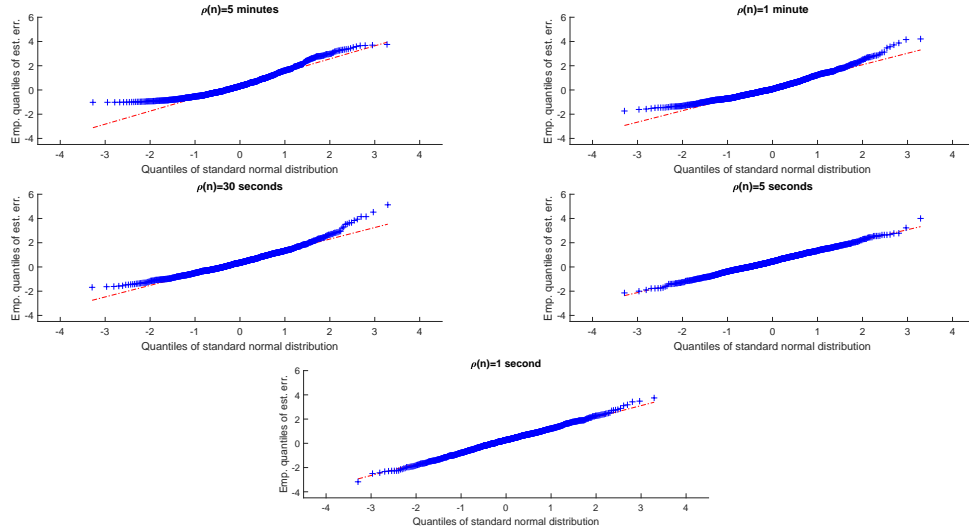 ρ(n)=5 minutes
Emp. quantiles of est. err.
6
4
2
0
-2
-4
-4 -3 -2 -1 0 1 2 3 4
Quantiles of standard normal distribution
ρ(n)=1 minute
Emp. quantiles of est. err.
6
4
2
0
-2
-4
-4 -3 -2 -1 0 1 2 3 4
Quantiles of standard normal distribution
ρ(n)=30 seconds
Emp. quantiles of est. err.
6
4
2
0
-2
-4
-4 -3 -2 -1 0 1 2 3 4
Quantiles of standard normal distribution
ρ(n)=5 seconds
Emp. quantiles of est. err.
6
4
2
0
-2
-4
-4 -3 -2 -1 0 1 2 3 4
Quantiles of standard normal distribution
ρ(n)=1 second
Emp. quantiles of est. err.
6
4
2
0
-2
-4
-4 -3 -2 -1 0 1 2 3 4
Quantiles of standard normal distribution